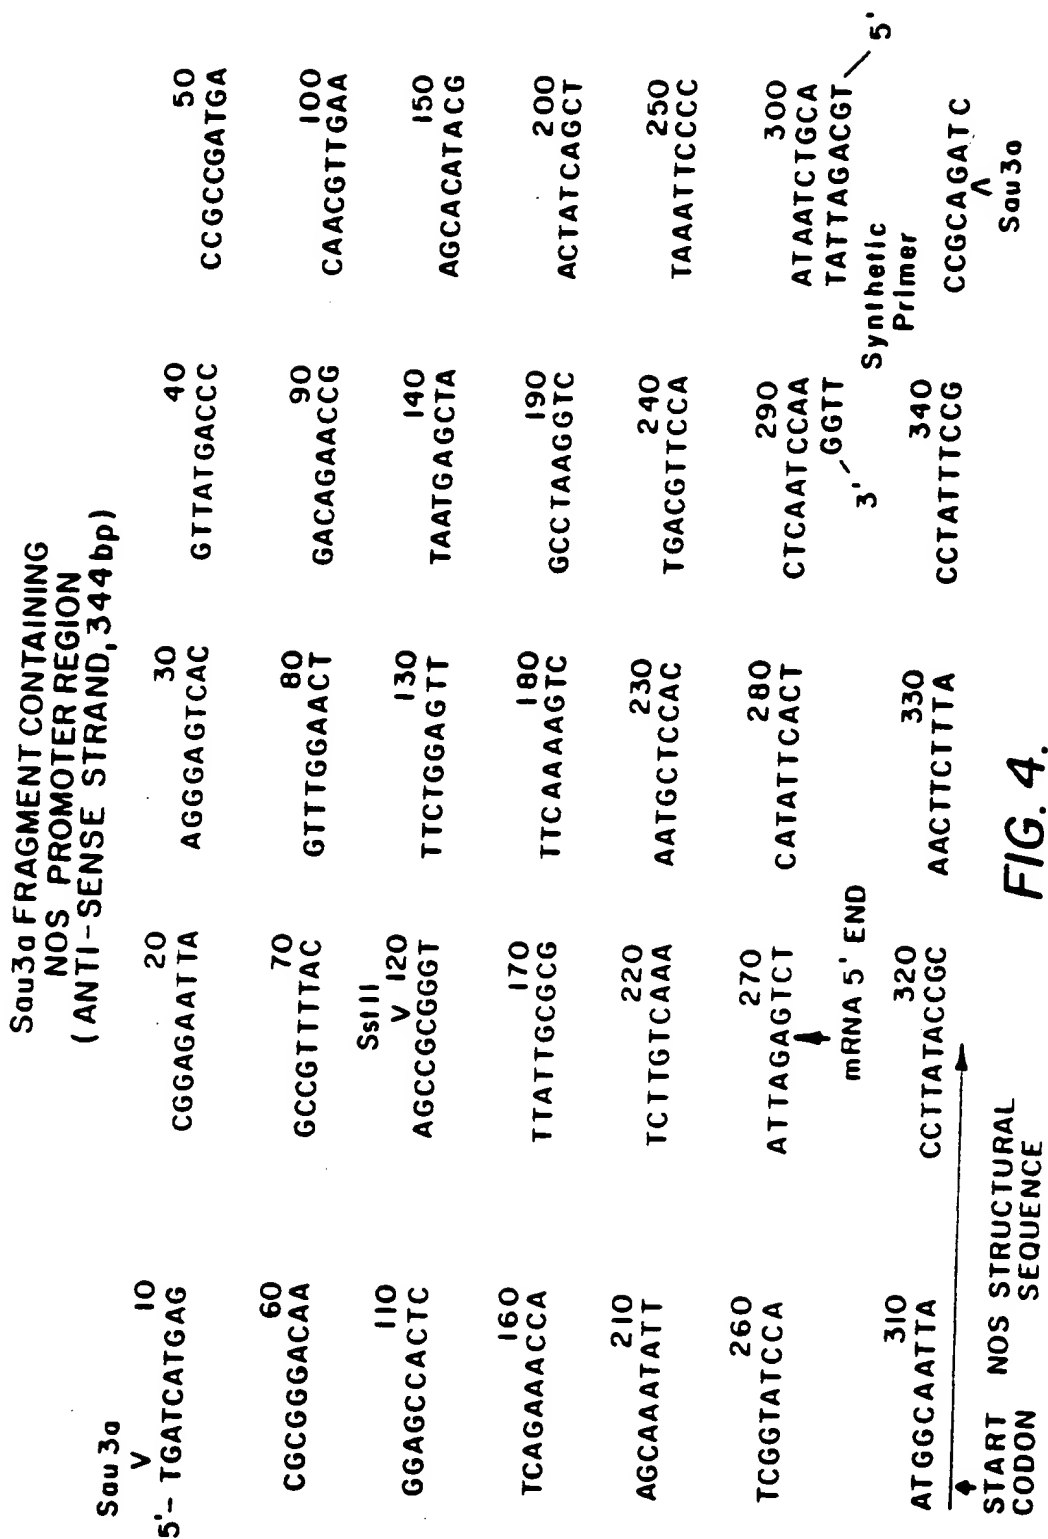 Sau3a FRAGMENT CONTAINING
NOS PROMOTER REGION
(ANTI-SENSE STRAND, 344bp)
Sau 3a
V
10 20 30 40 50
5'- TGATCATGAG CGGAGAATTA AGGGAGTCAC GTTATGACCC CCGCCGATGA
60 70 80 90 100
CGCGGGACAA GCCGTTTTAC GTTTGGAACT GACAGAACCG CAACGTTGAA
SstII
V
110 120 130 140 150
GGAGCCACTC AGCCGCGGGT TTCTGGAGTT TAATGAGCTA AGCACATACG
160 170 180 190 200
TCAGAAACCA TTATTGCGCG TTCAAAAGTC GCCTAAGGTC ACTATCAGCT
210 220 230 240 250
AGCAAATATT TCTTGTCAAA AATGCTCCAC TGACGTTCCA TAAATTCCCC
260 270 280 290 300
TCGGTATCCA ATTAGAGTCT CATATTCACT CTCAATCCAA ATAATCTGCA
GGTT TATTAGACGT
3' 5'
mRNA 5' END
Synthetic
Primer
310 320 330 340
ATGGCAATTA CCTTATACCGC AACTTCTTTA CCTATTTCCG CCGCAGATC
Λ
Sau3a
START NOS STRUCTURAL
CODON SEQUENCE
FIG. 4.